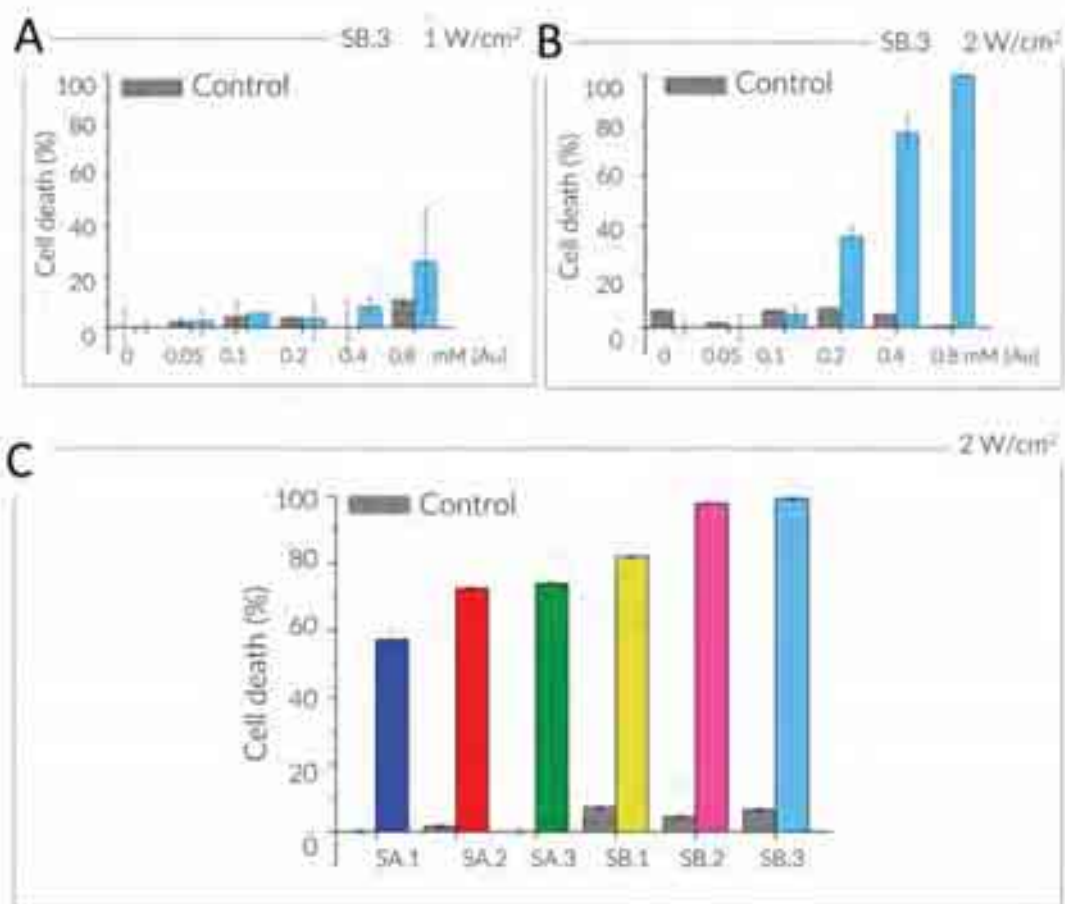 A SB.3 1 W/cm²
Control
Cell death (%)
100
80
60
40
20
0
0 0.05 0.1 0.2 0.4 0.8 mM [Au]
B SB.3 2 W/cm²
Control
Cell death (%)
100
80
60
40
20
0
0 0.05 0.1 0.2 0.4 0.8 mM [Au]
C 2 W/cm²
Control
Cell death (%)
100
80
60
40
20
0
SA.1 SA.2 SA.3 SB.1 SB.2 SB.3